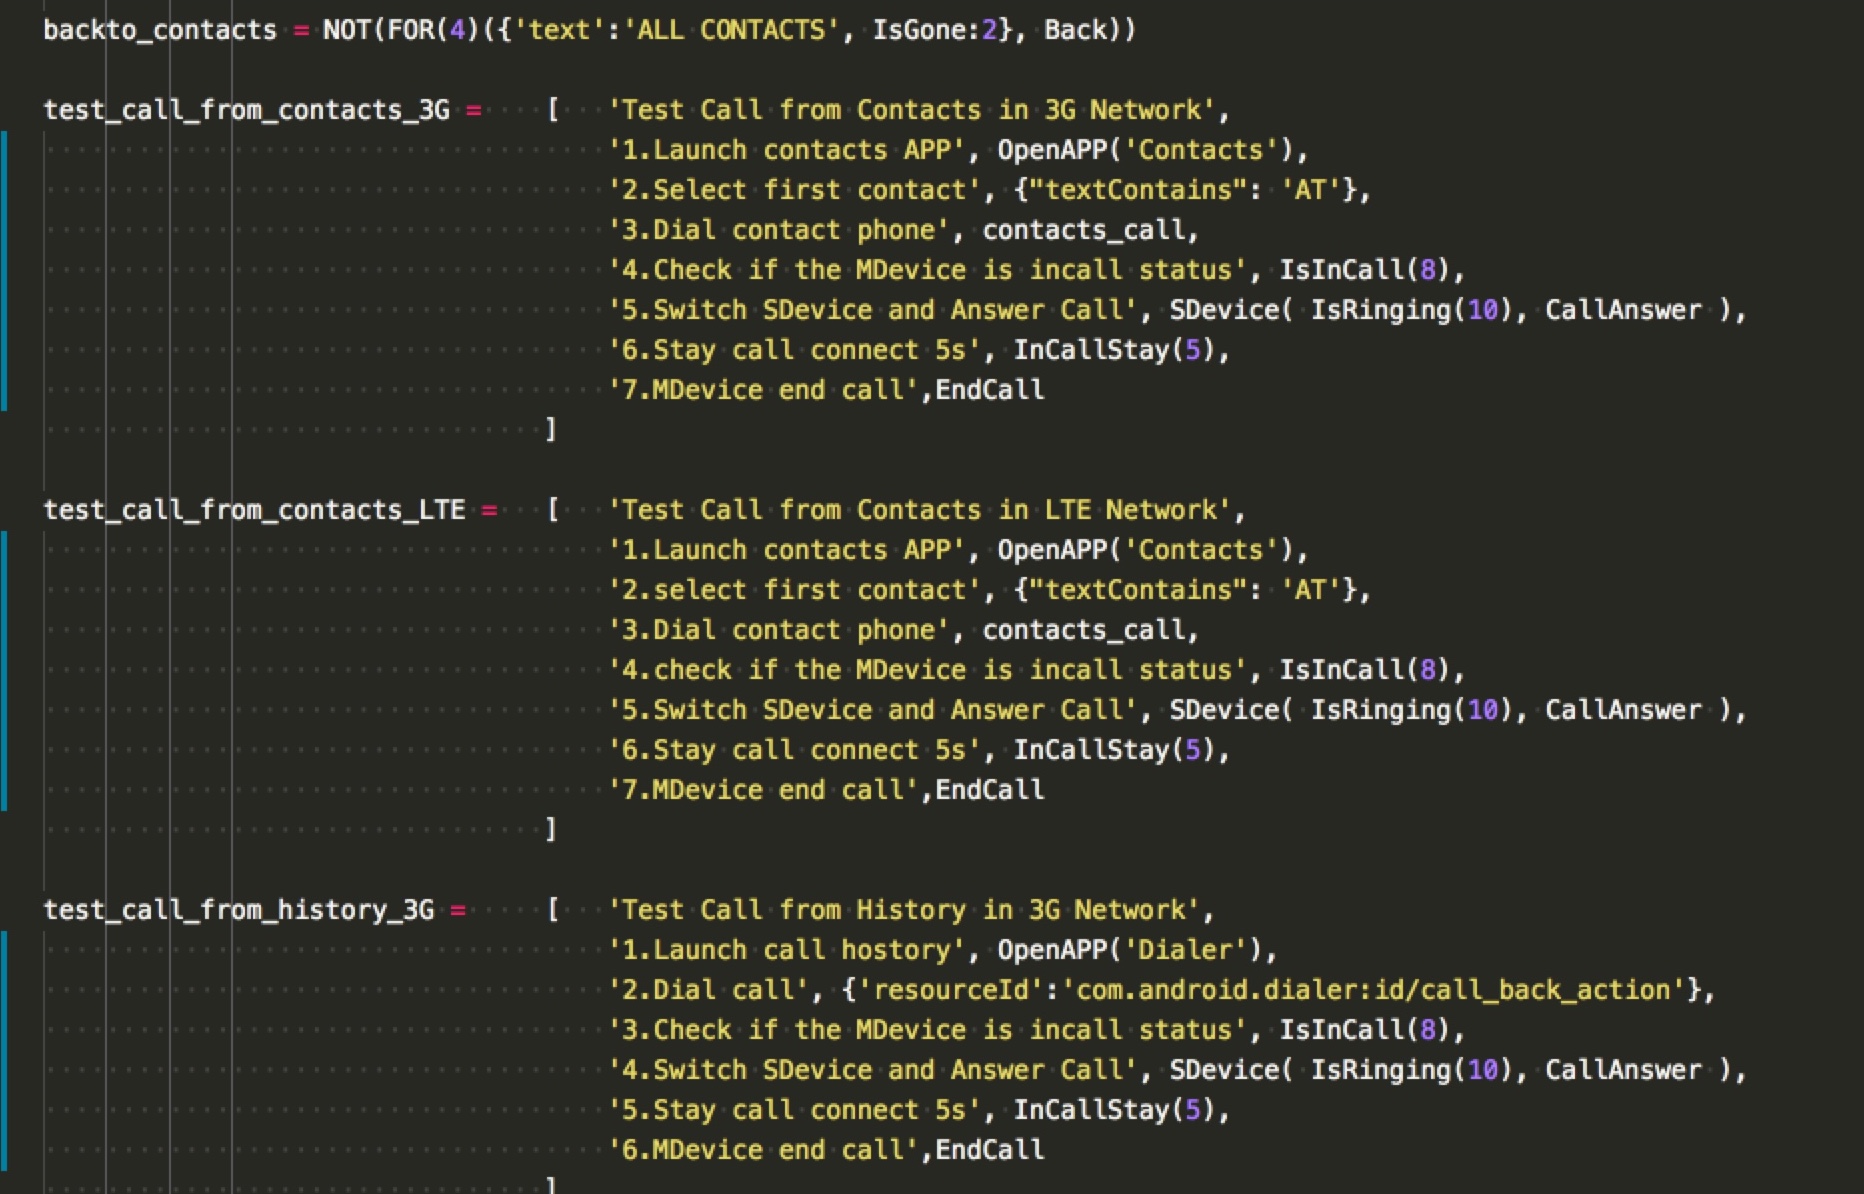 backto_contacts = NOT(FOR(4)({'text':'ALL CONTACTS', IsGone:2}, Back))
test_call_from_contacts_3G = [ 'Test Call from Contacts in 3G Network',
'1.Launch contacts APP', OpenAPP('Contacts'),
'2.Select first contact', {"textContains": 'AT'},
'3.Dial contact phone', contacts_call,
'4.Check if the MDevice is incall status', IsInCall(8),
'5.Switch SDevice and Answer Call', SDevice( IsRinging(10), CallAnswer ),
'6.Stay call connect 5s', InCallStay(5),
'7.MDevice end call',EndCall
]
test_call_from_contacts_LTE = [ 'Test Call from Contacts in LTE Network',
'1.Launch contacts APP', OpenAPP('Contacts'),
'2.select first contact', {"textContains": 'AT'},
'3.Dial contact phone', contacts_call,
'4.check if the MDevice is incall status', IsInCall(8),
'5.Switch SDevice and Answer Call', SDevice( IsRinging(10), CallAnswer ),
'6.Stay call connect 5s', InCallStay(5),
'7.MDevice end call',EndCall
]
test_call_from_history_3G = [ 'Test Call from History in 3G Network',
'1.Launch call hostory', OpenAPP('Dialer'),
'2.Dial call', {'resourceId':'com.android.dialer:id/call_back_action'},
'3.Check if the MDevice is incall status', IsInCall(8),
'4.Switch SDevice and Answer Call', SDevice( IsRinging(10), CallAnswer ),
'5.Stay call connect 5s', InCallStay(5),
'6.MDevice end call',EndCall
]